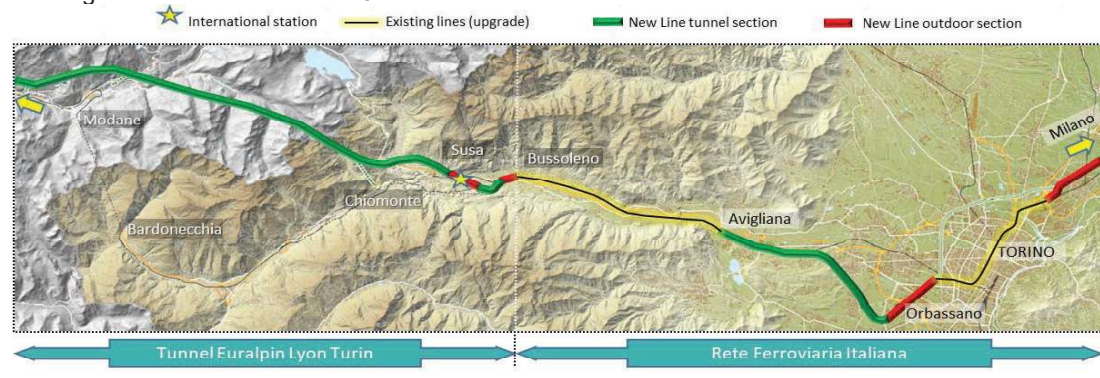 International station
Existing lines (upgrade)
New Line tunnel section
New Line outdoor section
Modane
Susa
Bussoleno
Milano
Chiomonte
Bardonecchia
Avigliana
TORINO
Orbassano
Tunnel Euralpin Lyon Turin
Rete Ferroviaria Italiana